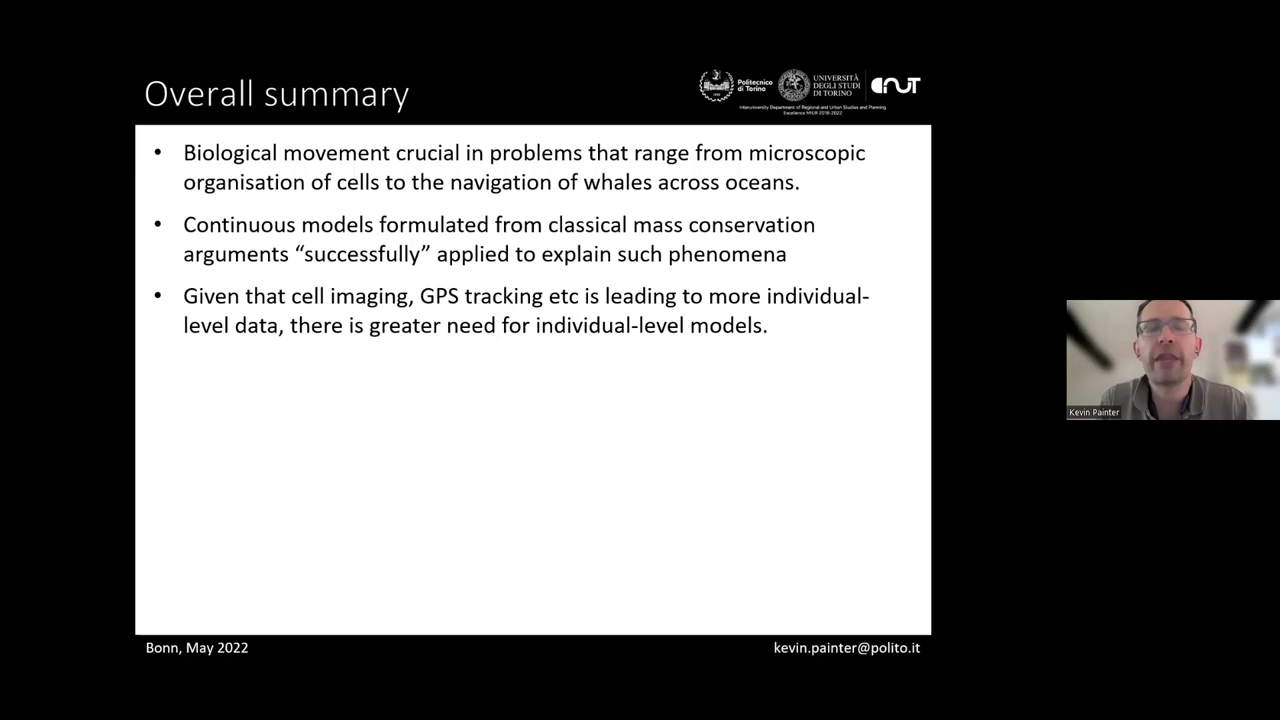 Overall summary
Politecnico
di Torino
UNIVERSITÀ
DEGLI STUDI
DI TORINO
Interuniversity Department of Regional and Urban Studies and Planning
Excellence MIUR 2018-2022
• Biological movement crucial in problems that range from microscopic
organisation of cells to the navigation of whales across oceans.
• Continuous models formulated from classical mass conservation
arguments “successfully” applied to explain such phenomena
• Given that cell imaging, GPS tracking etc is leading to more individual-
level data, there is greater need for individual-level models.
Kevin Painter
Bonn, May 2022
kevin.painter@polito.it